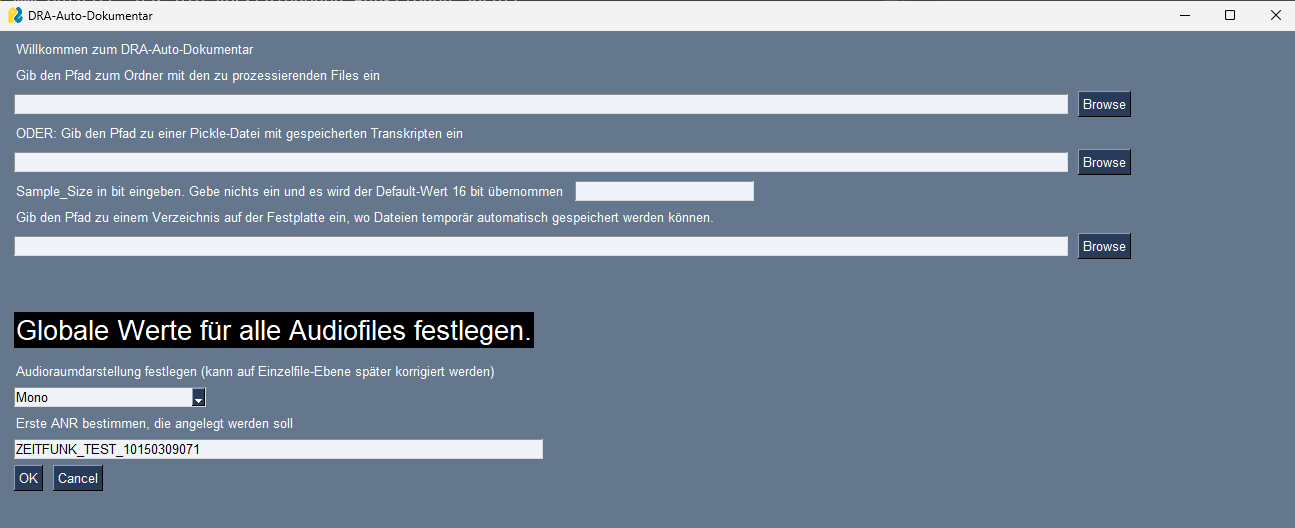 DRA-Auto-Dokumentar
Willkommen zum DRA-Auto-Dokumentar
Gib den Pfad zum Ordner mit den zu prozessierenden Files ein
Browse
ODER: Gib den Pfad zu einer Pickle-Datei mit gespeicherten Transkripten ein
Browse
Sample_Size in bit eingeben. Gebe nichts ein und es wird der Default-Wert 16 bit übernommen
Gib den Pfad zu einem Verzeichnis auf der Festplatte ein, wo Dateien temporär automatisch gespeichert werden können.
Browse
Globale Werte für alle Audiofiles festlegen.
Audioraumdarstellung festlegen (kann auf Einzelfile-Ebene später korrigiert werden)
Mono
Erste ANR bestimmen, die angelegt werden soll
ZEITFUNK_TEST_10150309071
OK Cancel